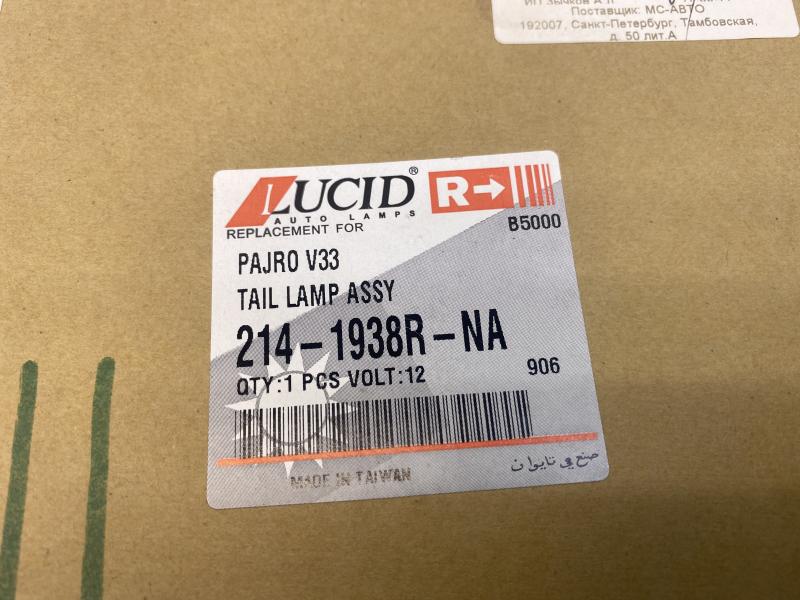 Поставщик: МС-АВТО
192007, Санкт-Петербург, Тамбовская,
д. 50 лит.А
LUCID®
AUTO LAMPS
R→
REPLACEMENT FOR
B5000
PAJRO V33
TAIL LAMP ASSY
214-1938R-NA
QTY:1 PCS VOLT:12
906
MADE IN TAIWAN
صنع في تايوان